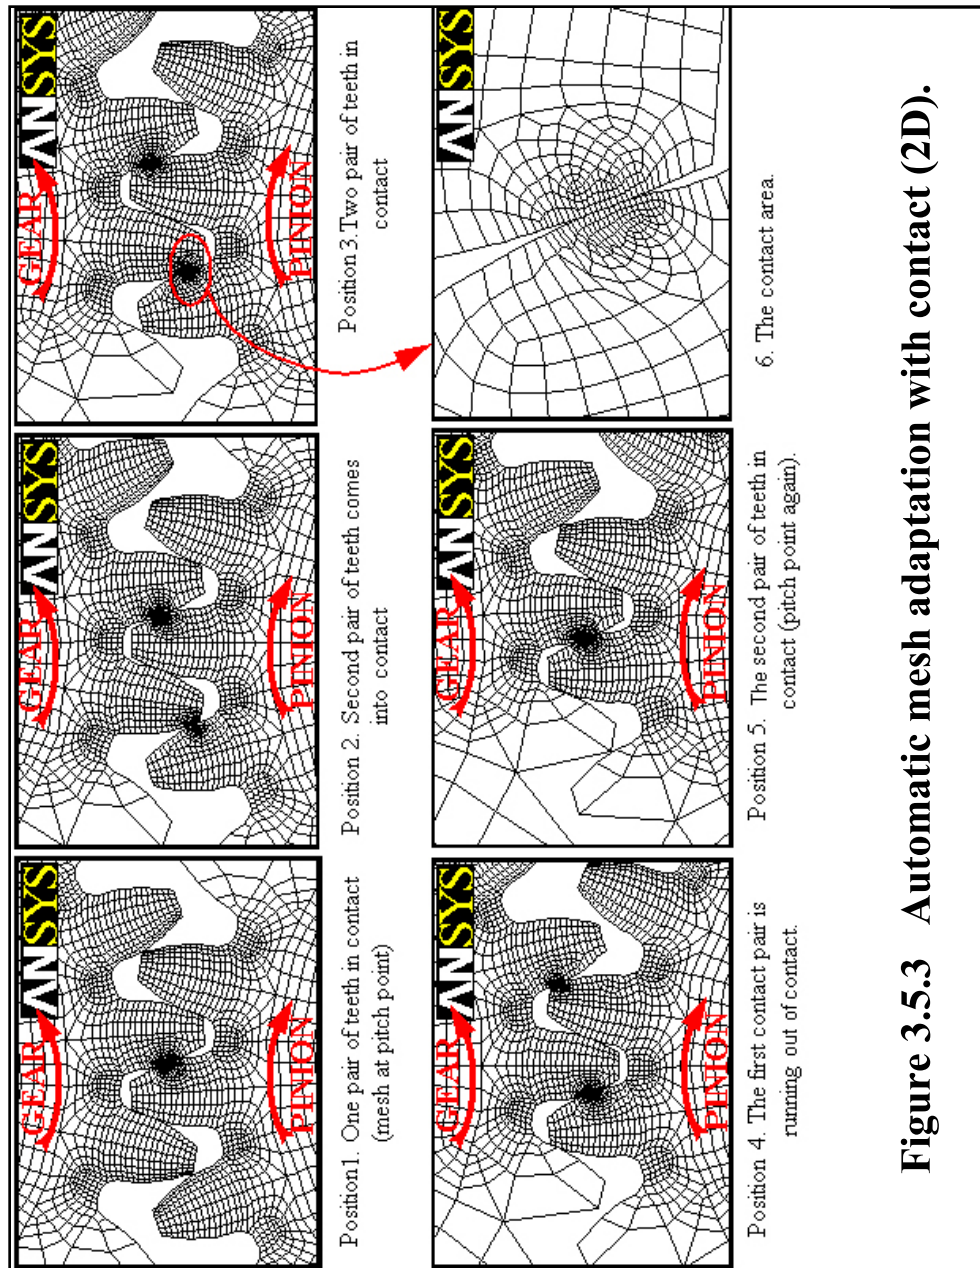 ANSYS
GEAR
PINION
Position1. One pair of teeth in contact
(mesh at pitch point)
ANSYS
GEAR
PINION
Position 2. Second pair of teeth comes
into contact
ANSYS
GEAR
PINION
Position 3.Two pair of teeth in
contact
ANSYS
GEAR
PINION
Position 4. The first contact pair is
running out of contact.
ANSYS
GEAR
PINION
Position 5. The second pair of teeth in
contact (pitch point again).
ANSYS
6. The contact area.
Figure 3.5.3 Automatic mesh adaptation with contact (2D).